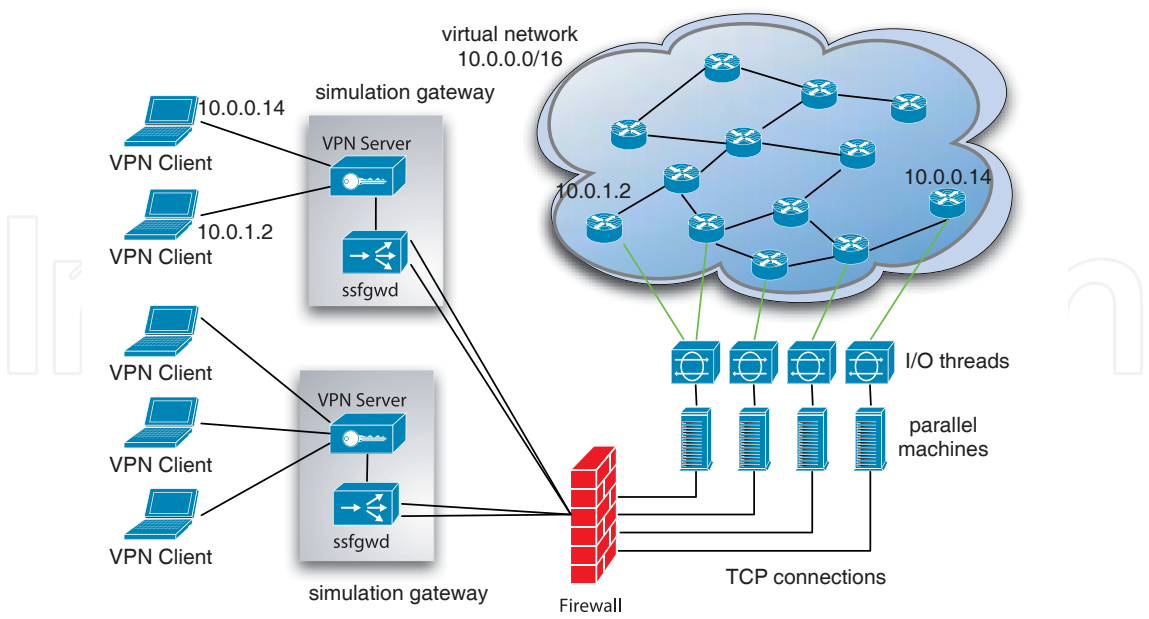 virtual network
10.0.0.0/16
simulation gateway
10.0.0.14
VPN Client
VPN Server
10.0.1.2
VPN Client
ssfgwd
10.0.1.2
10.0.0.14
VPN Client
VPN Client
VPN Client
VPN Server
ssfgwd
simulation gateway
I/O threads
parallel
machines
TCP connections
Firewall